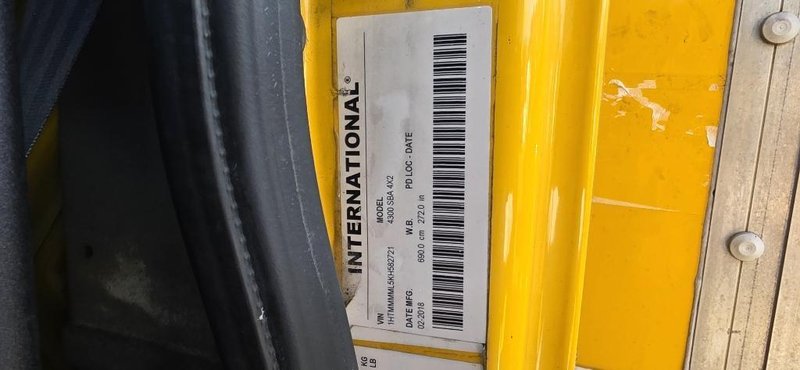 INTERNATIONAL®
VIN MODEL
1HTMMMML5KH582721 4300 SBA 4X2
DATE MFG. W.B. PD LOC - DATE
02-2018 690.0 cm 272.0 in
KG
LB